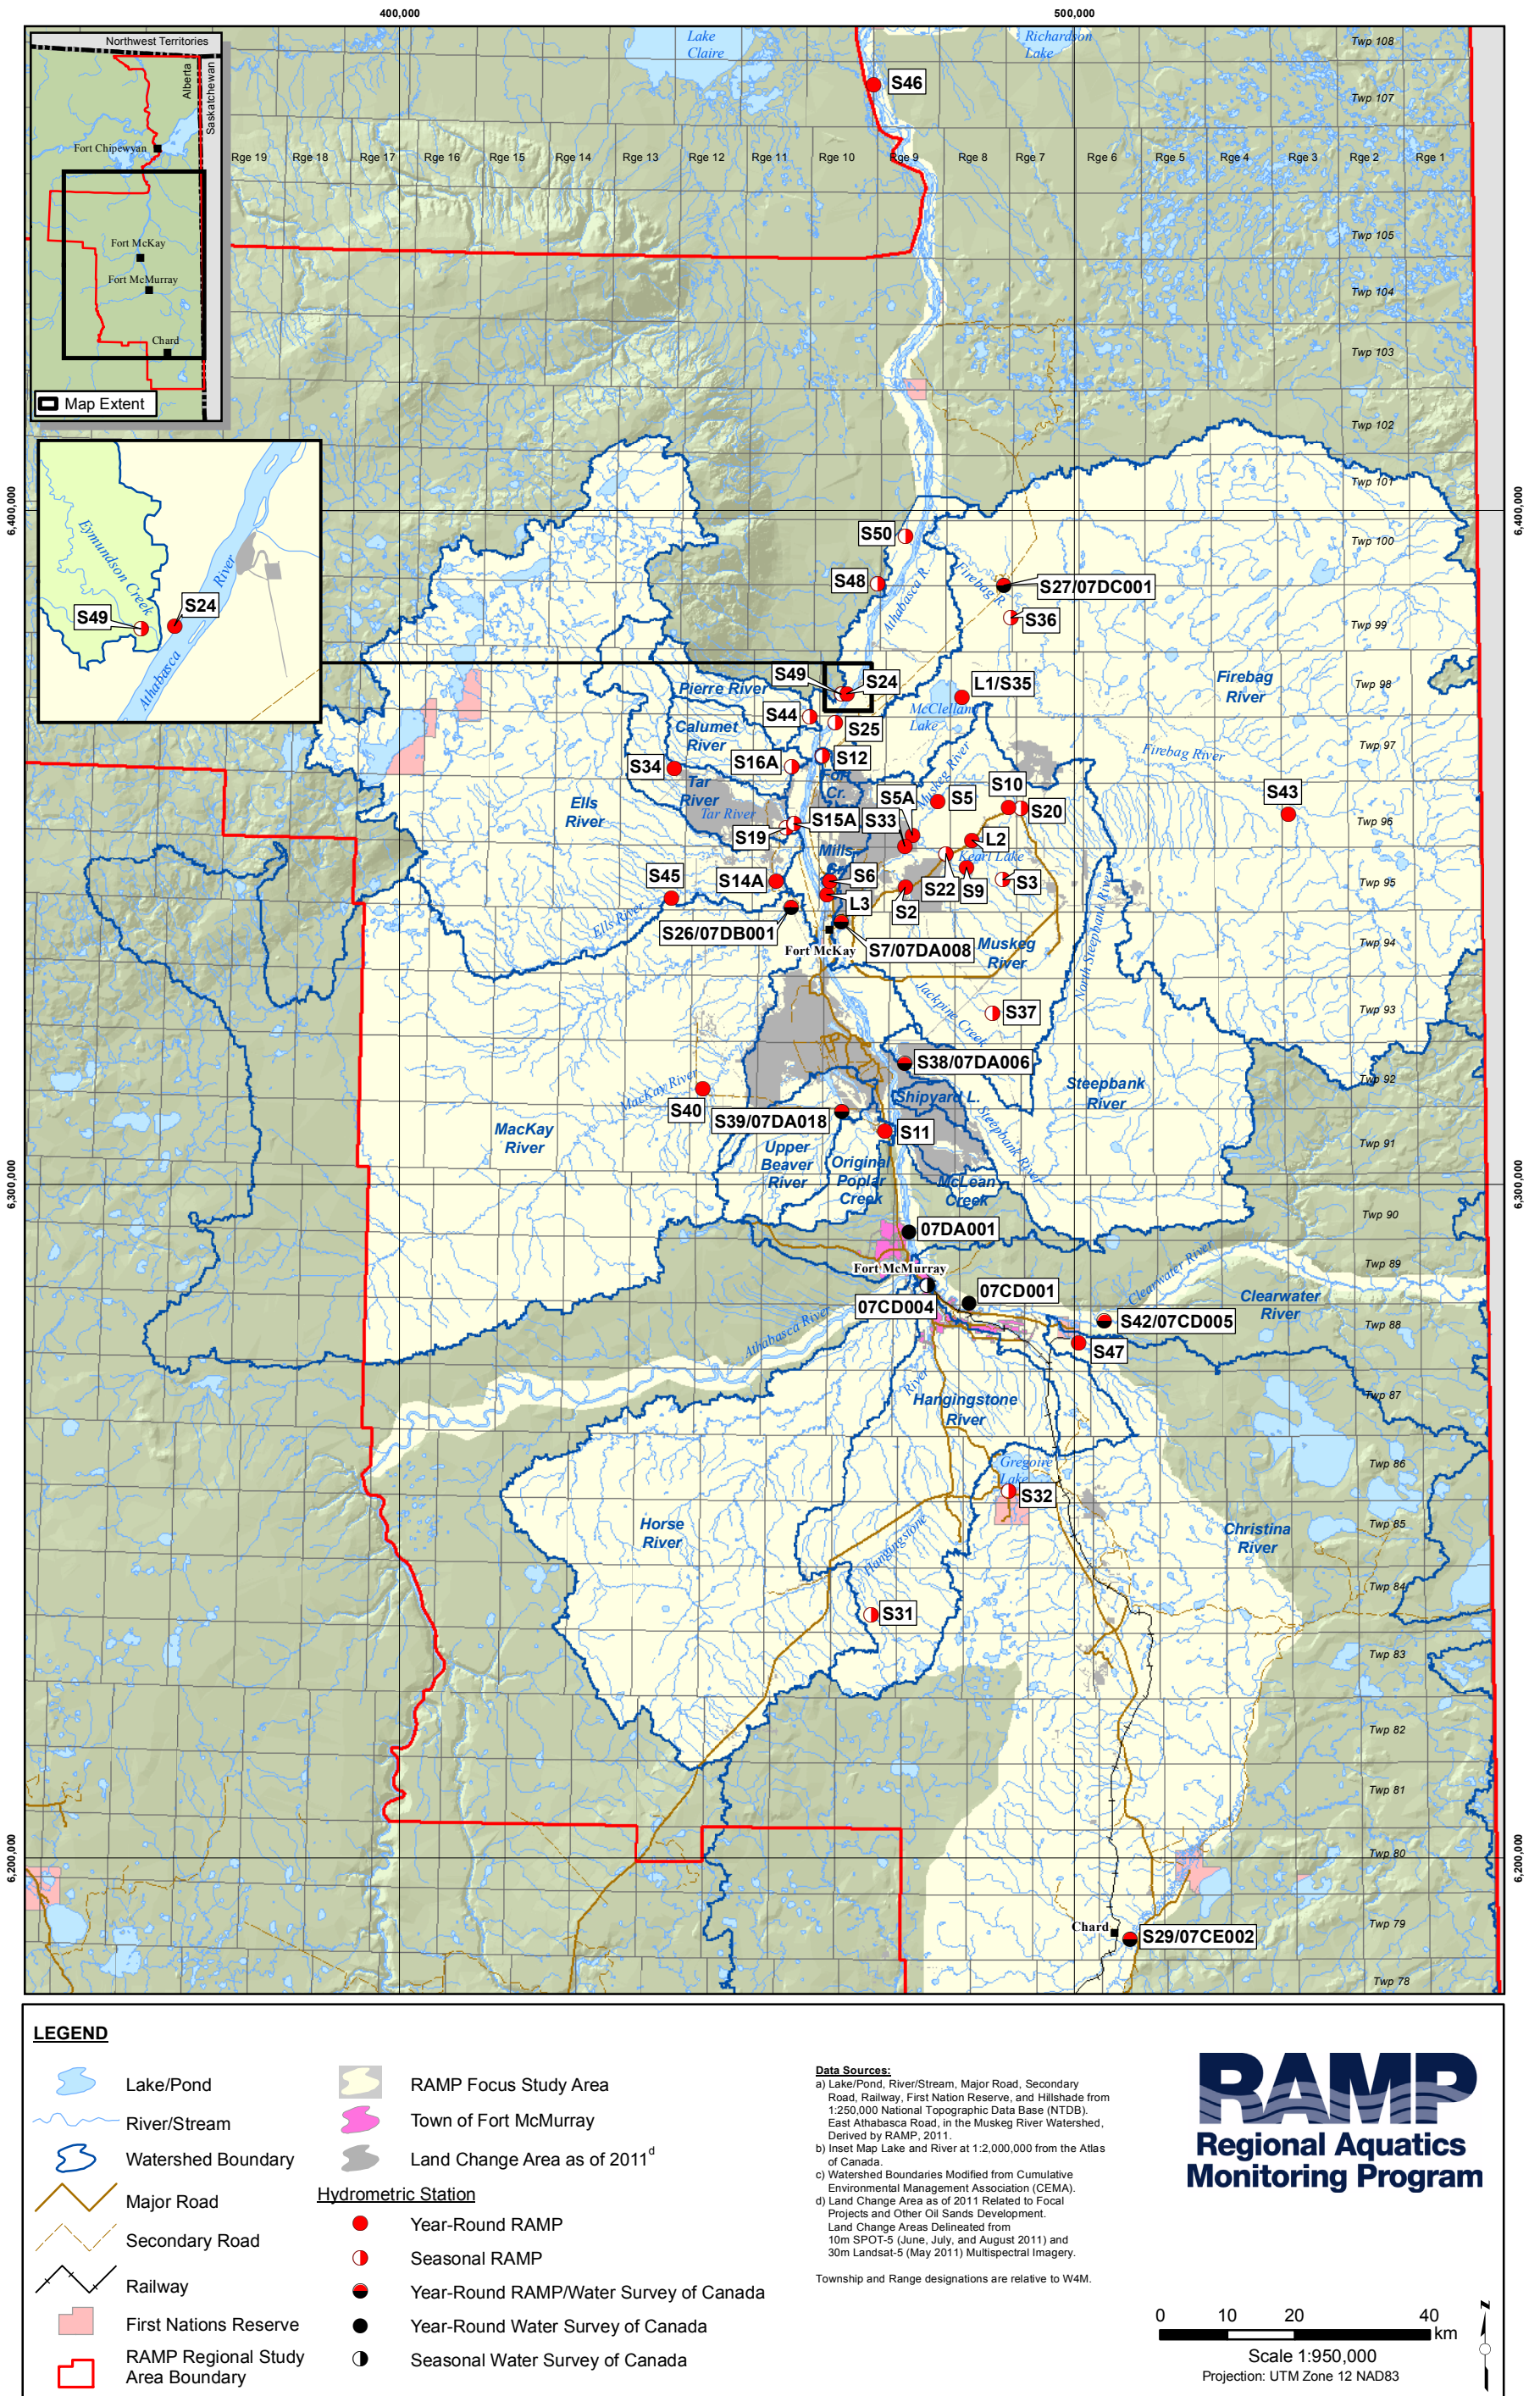 400,000
500,000
Northwest Territories
Alberta
Saskatchewan
Fort Chipewyan
Fort McKay
Fort McMurray
Chard
Map Extent
Lake
Claire
Richardson
Lake
S46
Twp 108
Twp 107
Rge 19
Rge 18
Rge 17
Rge 16
Rge 15
Rge 14
Rge 13
Rge 12
Rge 11
Rge 10
Rge 9
Rge 8
Rge 7
Rge 6
Rge 5
Rge 4
Rge 3
Rge 2
Rge 1
Twp 105
Twp 104
Twp 103
Twp 102
Twp 101
6,400,000
6,400,000
Eymundson Creek
River
Athabasca
S49
S24
S50
Twp 100
S48
Athabasca R.
Firebag R.
S27/07DC001
S36
Twp 99
S49
S24
Pierre River
L1/S35
Firebag
River
Twp 98
McClelland
Lake
S44
S25
Calumet
River
S12
S16A
Firebag River
Twp 97
S34
Tar
River
Fort
Cr.
Muskeg River
S10
S5A
S5
S20
S43
Ells
River
Tar River
S15A
S33
Twp 96
S19
L2
Mills
Cr.
Kearl Lake
S45
S14A
S6
S22
S9
S3
Twp 95
L3
S2
Ells River
S26/07DB001
S7/07DA008
Fort McKay
Muskeg
River
North Steepbank River
Twp 94
Jackpine Creek
S37
Twp 93
S38/07DA006
MacKay River
S40
Shipyard L.
Steepbank
River
Twp 92
S39/07DA018
S11
Steepbank River
MacKay
River
Upper
Beaver
River
Original
Poplar
Creek
Twp 91
McLean
Creek
6,300,000
6,300,000
Twp 90
07DA001
Fort McMurray
Clearwater River
Twp 89
07CD001
07CD004
Clearwater
River
S42/07CD005
Twp 88
Athabasca River
S47
River
Hangingstone
River
Twp 87
Gregoire
Lake
Twp 86
S32
Horse
River
Hangingstone
Christina
River
Twp 85
Twp 84
S31
Twp 83
Twp 82
Twp 81
6,200,000
6,200,000
Twp 80
Chard
Twp 79
S29/07CE002
Twp 78
LEGEND
Lake/Pond
River/Stream
Watershed Boundary
Major Road
Secondary Road
Railway
First Nations Reserve
RAMP Regional Study
Area Boundary
RAMP Focus Study Area
Town of Fort McMurray
Land Change Area as of 2011d
Hydrometric Station
Year-Round RAMP
Seasonal RAMP
Year-Round RAMP/Water Survey of Canada
Year-Round Water Survey of Canada
Seasonal Water Survey of Canada
Data Sources:
a) Lake/Pond, River/Stream, Major Road, Secondary
Road, Railway, First Nation Reserve, and Hillshade from
1:250,000 National Topographic Data Base (NTDB).
East Athabasca Road, in the Muskeg River Watershed,
Derived by RAMP, 2011.
b) Inset Map Lake and River at 1:2,000,000 from the Atlas
of Canada.
c) Watershed Boundaries Modified from Cumulative
Environmental Management Association (CEMA).
d) Land Change Area as of 2011 Related to Focal
Projects and Other Oil Sands Development.
Land Change Areas Delineated from
10m SPOT-5 (June, July, and August 2011) and
30m Landsat-5 (May 2011) Multispectral Imagery.
Township and Range designations are relative to W4M.
RAMP
Regional Aquatics
Monitoring Program
0 10 20 40
km
Scale 1:950,000
Projection: UTM Zone 12 NAD83
N